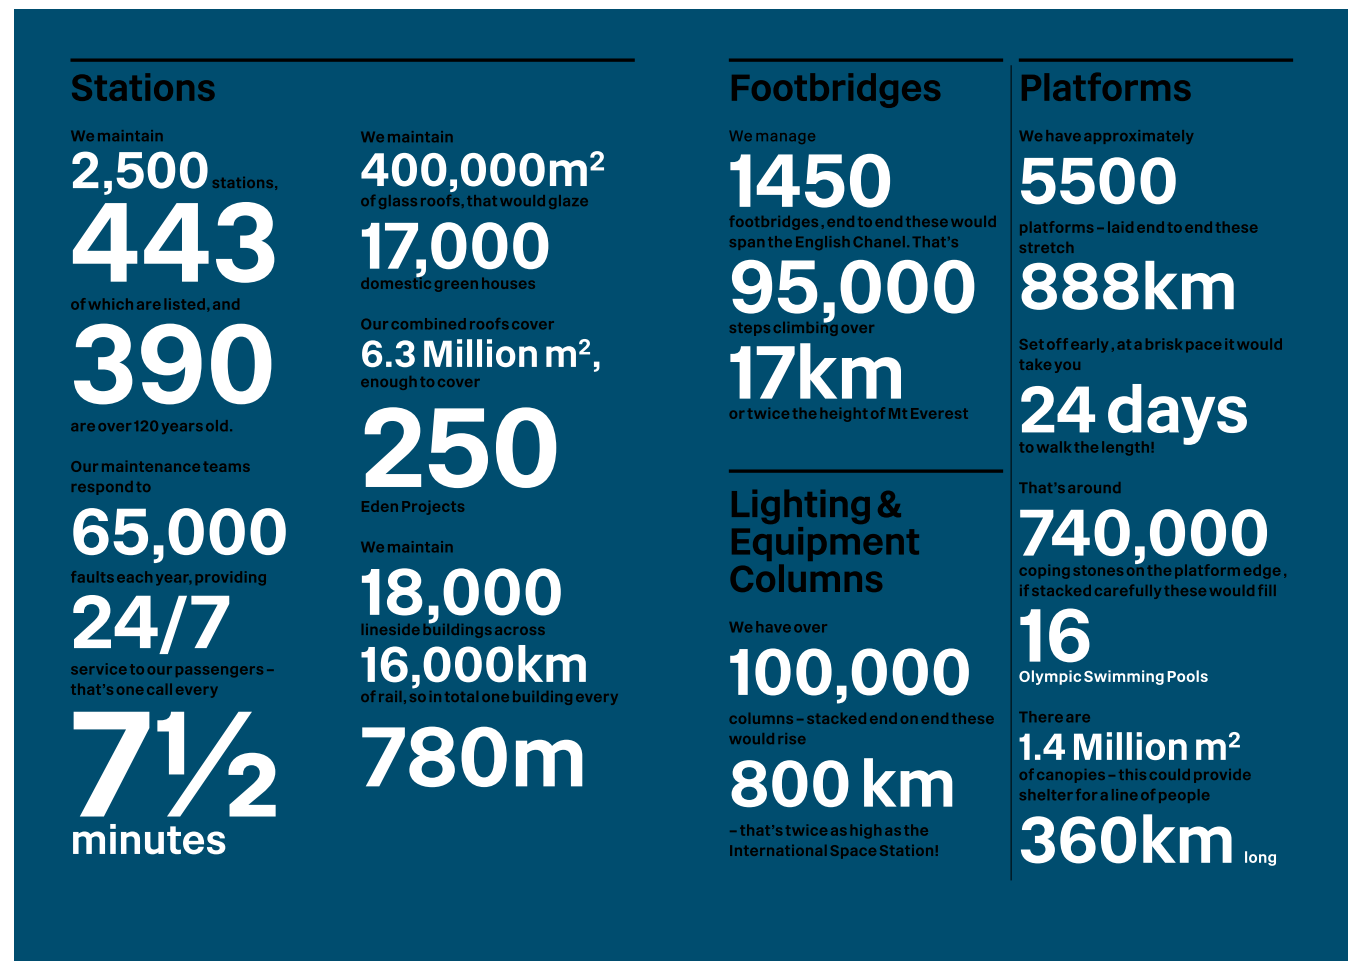 Stations
We maintain
2,500 stations,
443
of which are listed, and
390
are over 120 years old.
Our maintenance teams
respond to
65,000
faults each year, providing
24/7
service to our passengers –
that's one call every
7½
minutes
We maintain
400,000m²
of glass roofs, that would glaze
17,000
domestic green houses
Our combined roofs cover
6.3 Million m²,
enough to cover
250
Eden Projects
We maintain
18,000
lineside buildings across
16,000km
of rail, so in total one building every
780m
Footbridges
We manage
1450
footbridges, end to end these would
span the English Chanel. That's
95,000
steps climbing over
17km
or twice the height of Mt Everest
Lighting &
Equipment
Columns
We have over
100,000
columns – stacked end on end these
would rise
800 km
– that's twice as high as the
International Space Station!
Platforms
We have approximately
5500
platforms – laid end to end these
stretch
888km
Set off early, at a brisk pace it would
take you
24 days
to walk the length!
That's around
740,000
coping stones on the platform edge,
if stacked carefully these would fill
16
Olympic Swimming Pools
There are
1.4 Million m²
of canopies – this could provide
shelter for a line of people
360km long